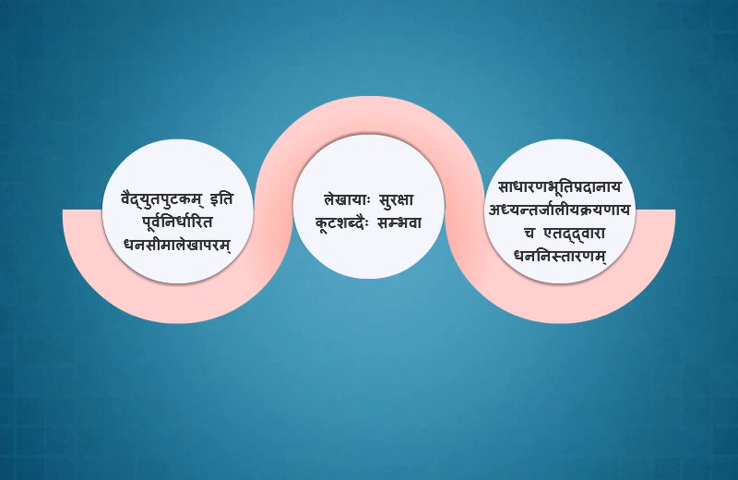 वैद्युतपुटकम् इति
पूर्वनिर्धारित
धनसीमालेखापरम्
लेखायाः सुरक्षा
कूटशब्दैः सम्भवा
साधारणभूतिप्रदानाय
अध्यन्तर्जालीयक्रयणाय
च एतद्द्वारा
धननिस्तारणम्